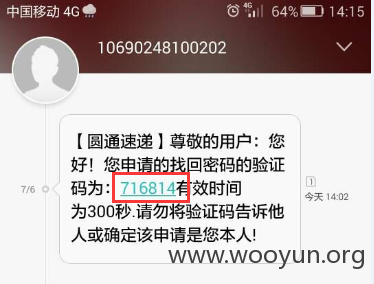 中国移动 4G 4G 64% 14:15
10690248100202
【圆通速递】尊敬的用户：您
好！您申请的找回密码的验证
码为：716814有效时间
7/6
为300秒.请勿将验证码告诉他
人或确定该申请是您本人!
1
今天 14:02
www.wooyun.org